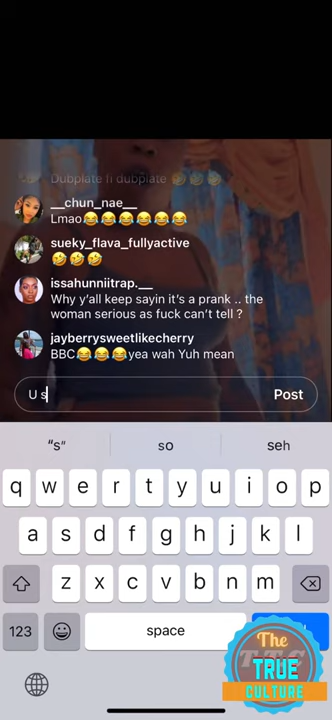 Dubplate fi dubplate 🤣🤣🤣
__chun_nae__
Lmao😂😂😂😂😂😂
sueky_flava_fullyactive
🤣🤣🤣
issahunniitrap.__
Why y'all keep sayin it's a prank .. the
woman serious as fuck can't tell ?
jayberrysweetlikecherry
BBC😂😂😂yea wah Yuh mean
U s
Post
“s” so seh
q w e r t y u i o p
a s d f g h j k l
z x c v b n m
123 space
The
TRUE
CULTURE